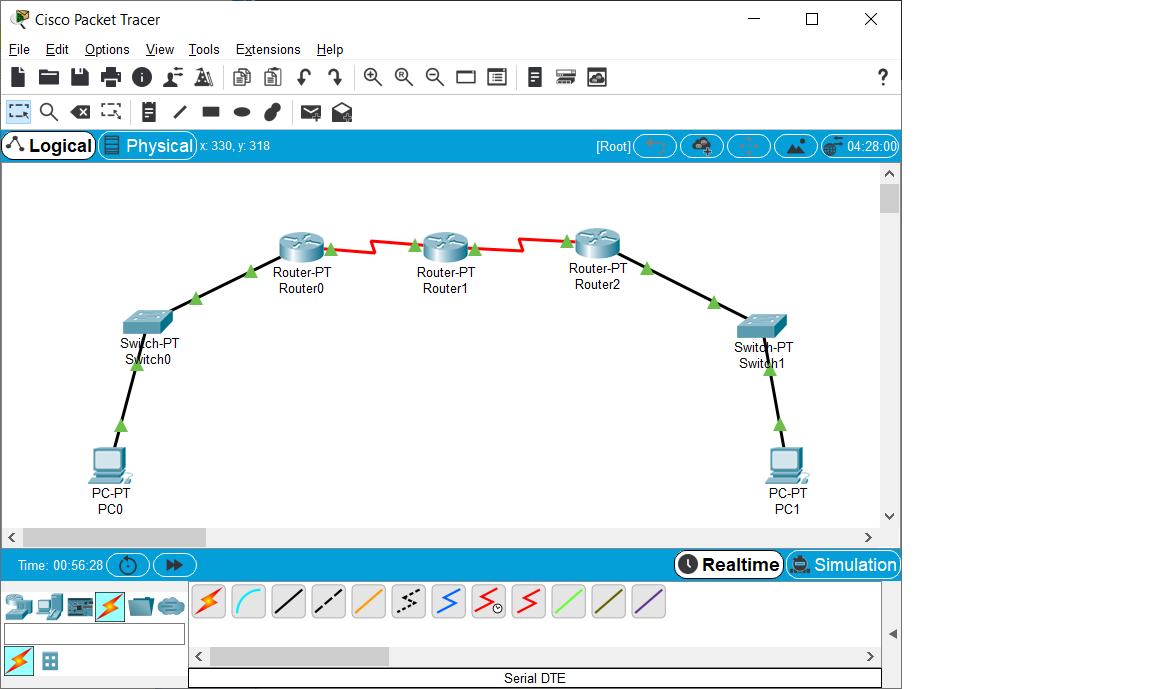 Cisco Packet Tracer
File Edit Options View Tools Extensions Help
R
?
Logical Physical x: 330, y: 318 [Root] 04:28:00
Router-PT
Router0
Router-PT
Router1
Router-PT
Router2
Switch-PT
Switch0
Switch-PT
Switch1
PC-PT
PC0
PC-PT
PC1
Time: 00:56:28 Realtime Simulation
Serial DTE